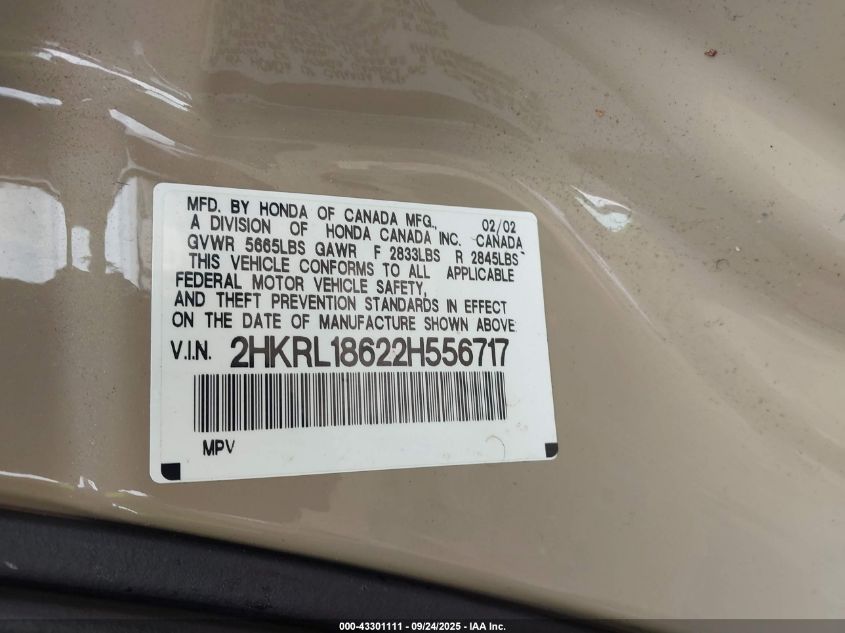 MFD. BY HONDA OF CANADA MFG., 02/02
A DIVISION OF HONDA CANADA INC. CANADA
GVWR 5665LBS GAWR F 2833LBS R 2845LBS
THIS VEHICLE CONFORMS TO ALL APPLICABLE
FEDERAL MOTOR VEHICLE SAFETY,
AND THEFT PREVENTION STANDARDS IN EFFECT
ON THE DATE OF MANUFACTURE SHOWN ABOVE
V.I.N. 2HKRL18622H556717
MPV
000-43301111 - 09/24/2025 - IAA Inc.